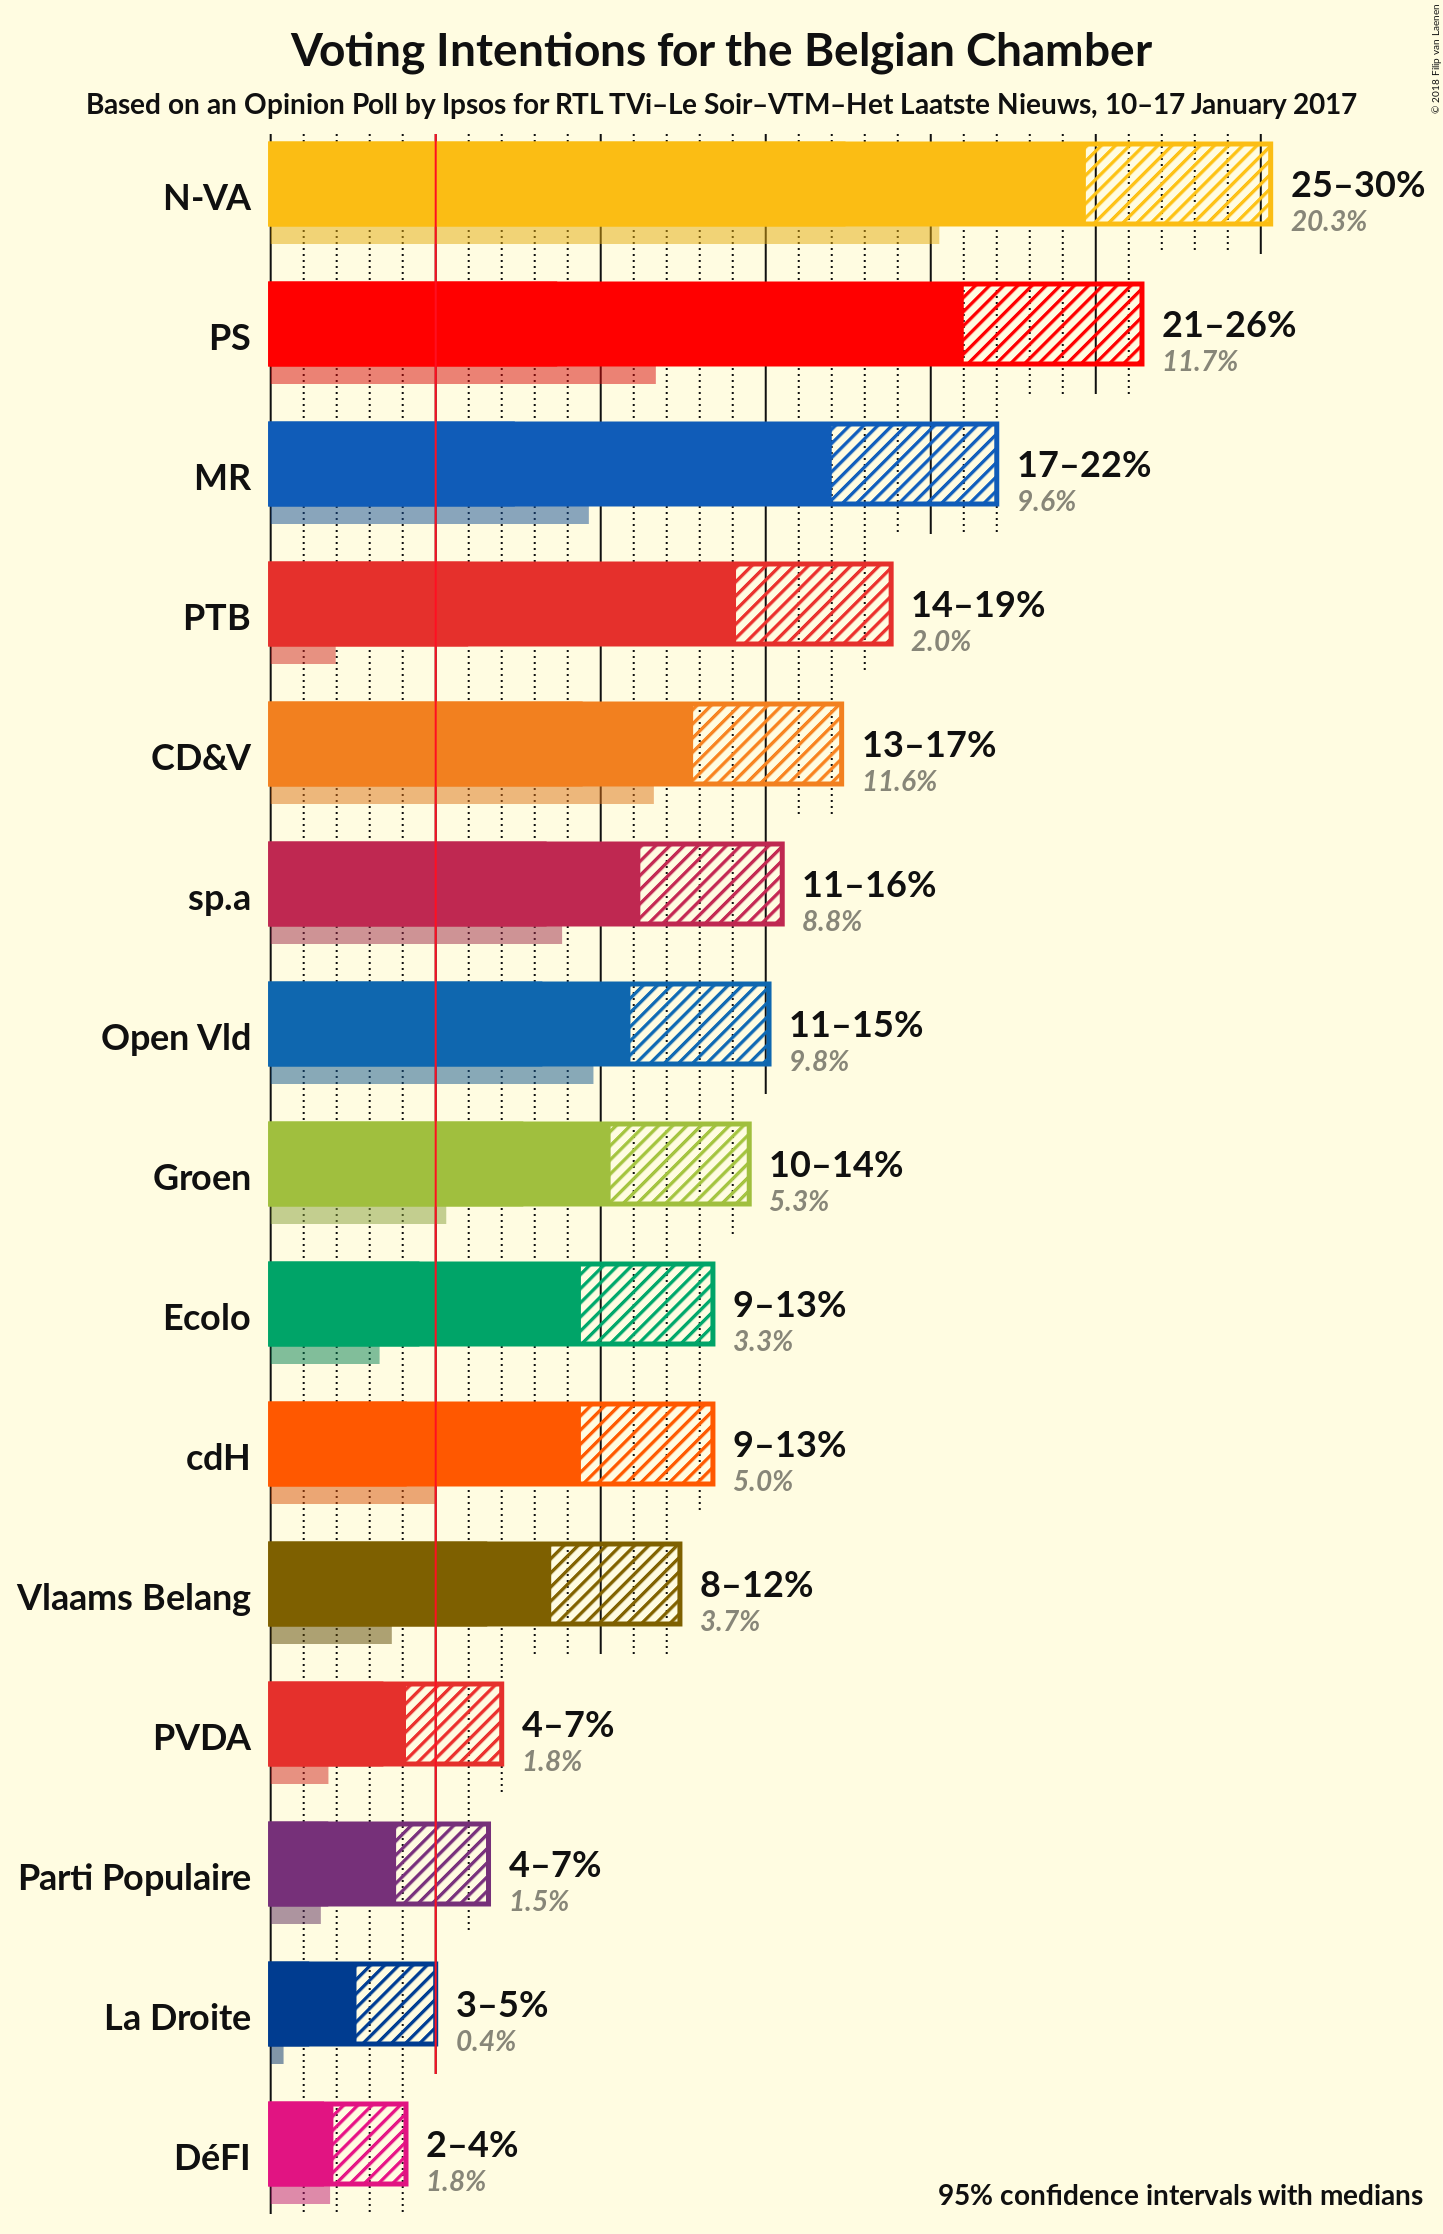 Voting Intentions for the Belgian Chamber
Based on an Opinion Poll by Ipsos for RTL TVi–Le Soir–VTM–Het Laatste Nieuws, 10–17 January 2017
© 2018 Filip van Laenen
N-VA
25–30%
20.3%
PS
21–26%
11.7%
MR
17–22%
9.6%
PTB
14–19%
2.0%
CD&V
13–17%
11.6%
sp.a
11–16%
8.8%
Open Vld
11–15%
9.8%
Groen
10–14%
5.3%
Ecolo
9–13%
3.3%
cdH
9–13%
5.0%
Vlaams Belang
8–12%
3.7%
PVDA
4–7%
1.8%
Parti Populaire
4–7%
1.5%
La Droite
3–5%
0.4%
DéFI
2–4%
1.8%
95% confidence intervals with medians